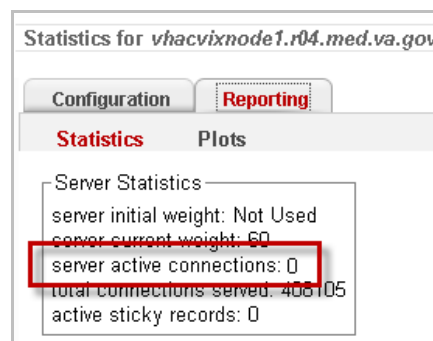 Statistics for vhacvixnode1.r04.med.va.gov
Configuration Reporting
Statistics Plots
Server Statistics
server initial weight: Not Used
server current weight: 60
server active connections: 0
total connections served: 408105
active sticky records: 0